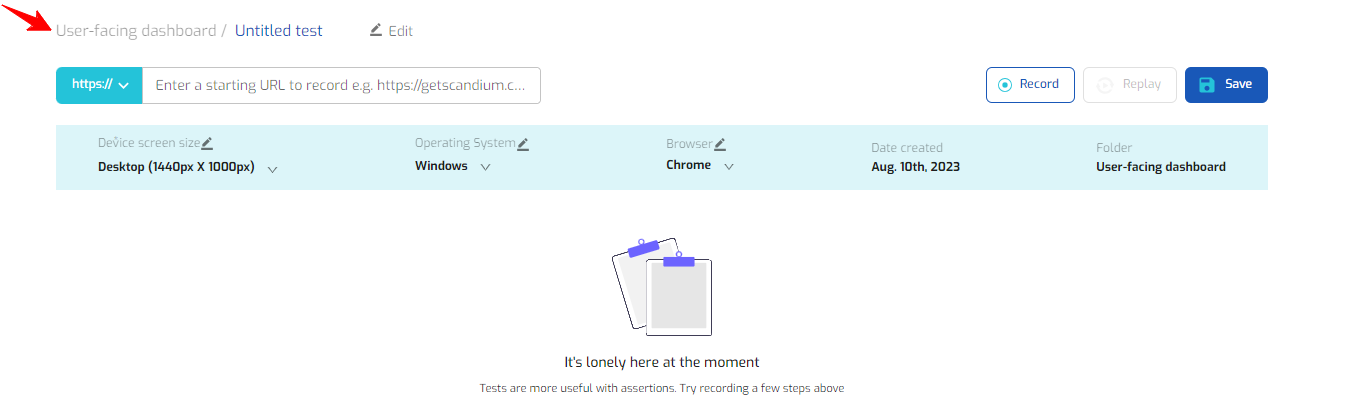 User-facing dashboard / Untitled test Edit
https:// Enter a starting URL to record e.g. https://getscandium.c... Record Replay Save
Device screen size Operating System Browser Date created Folder
Desktop (1440px X 1000px) Windows Chrome Aug. 10th, 2023 User-facing dashboard
It's lonely here at the moment
Tests are more useful with assertions. Try recording a few steps above